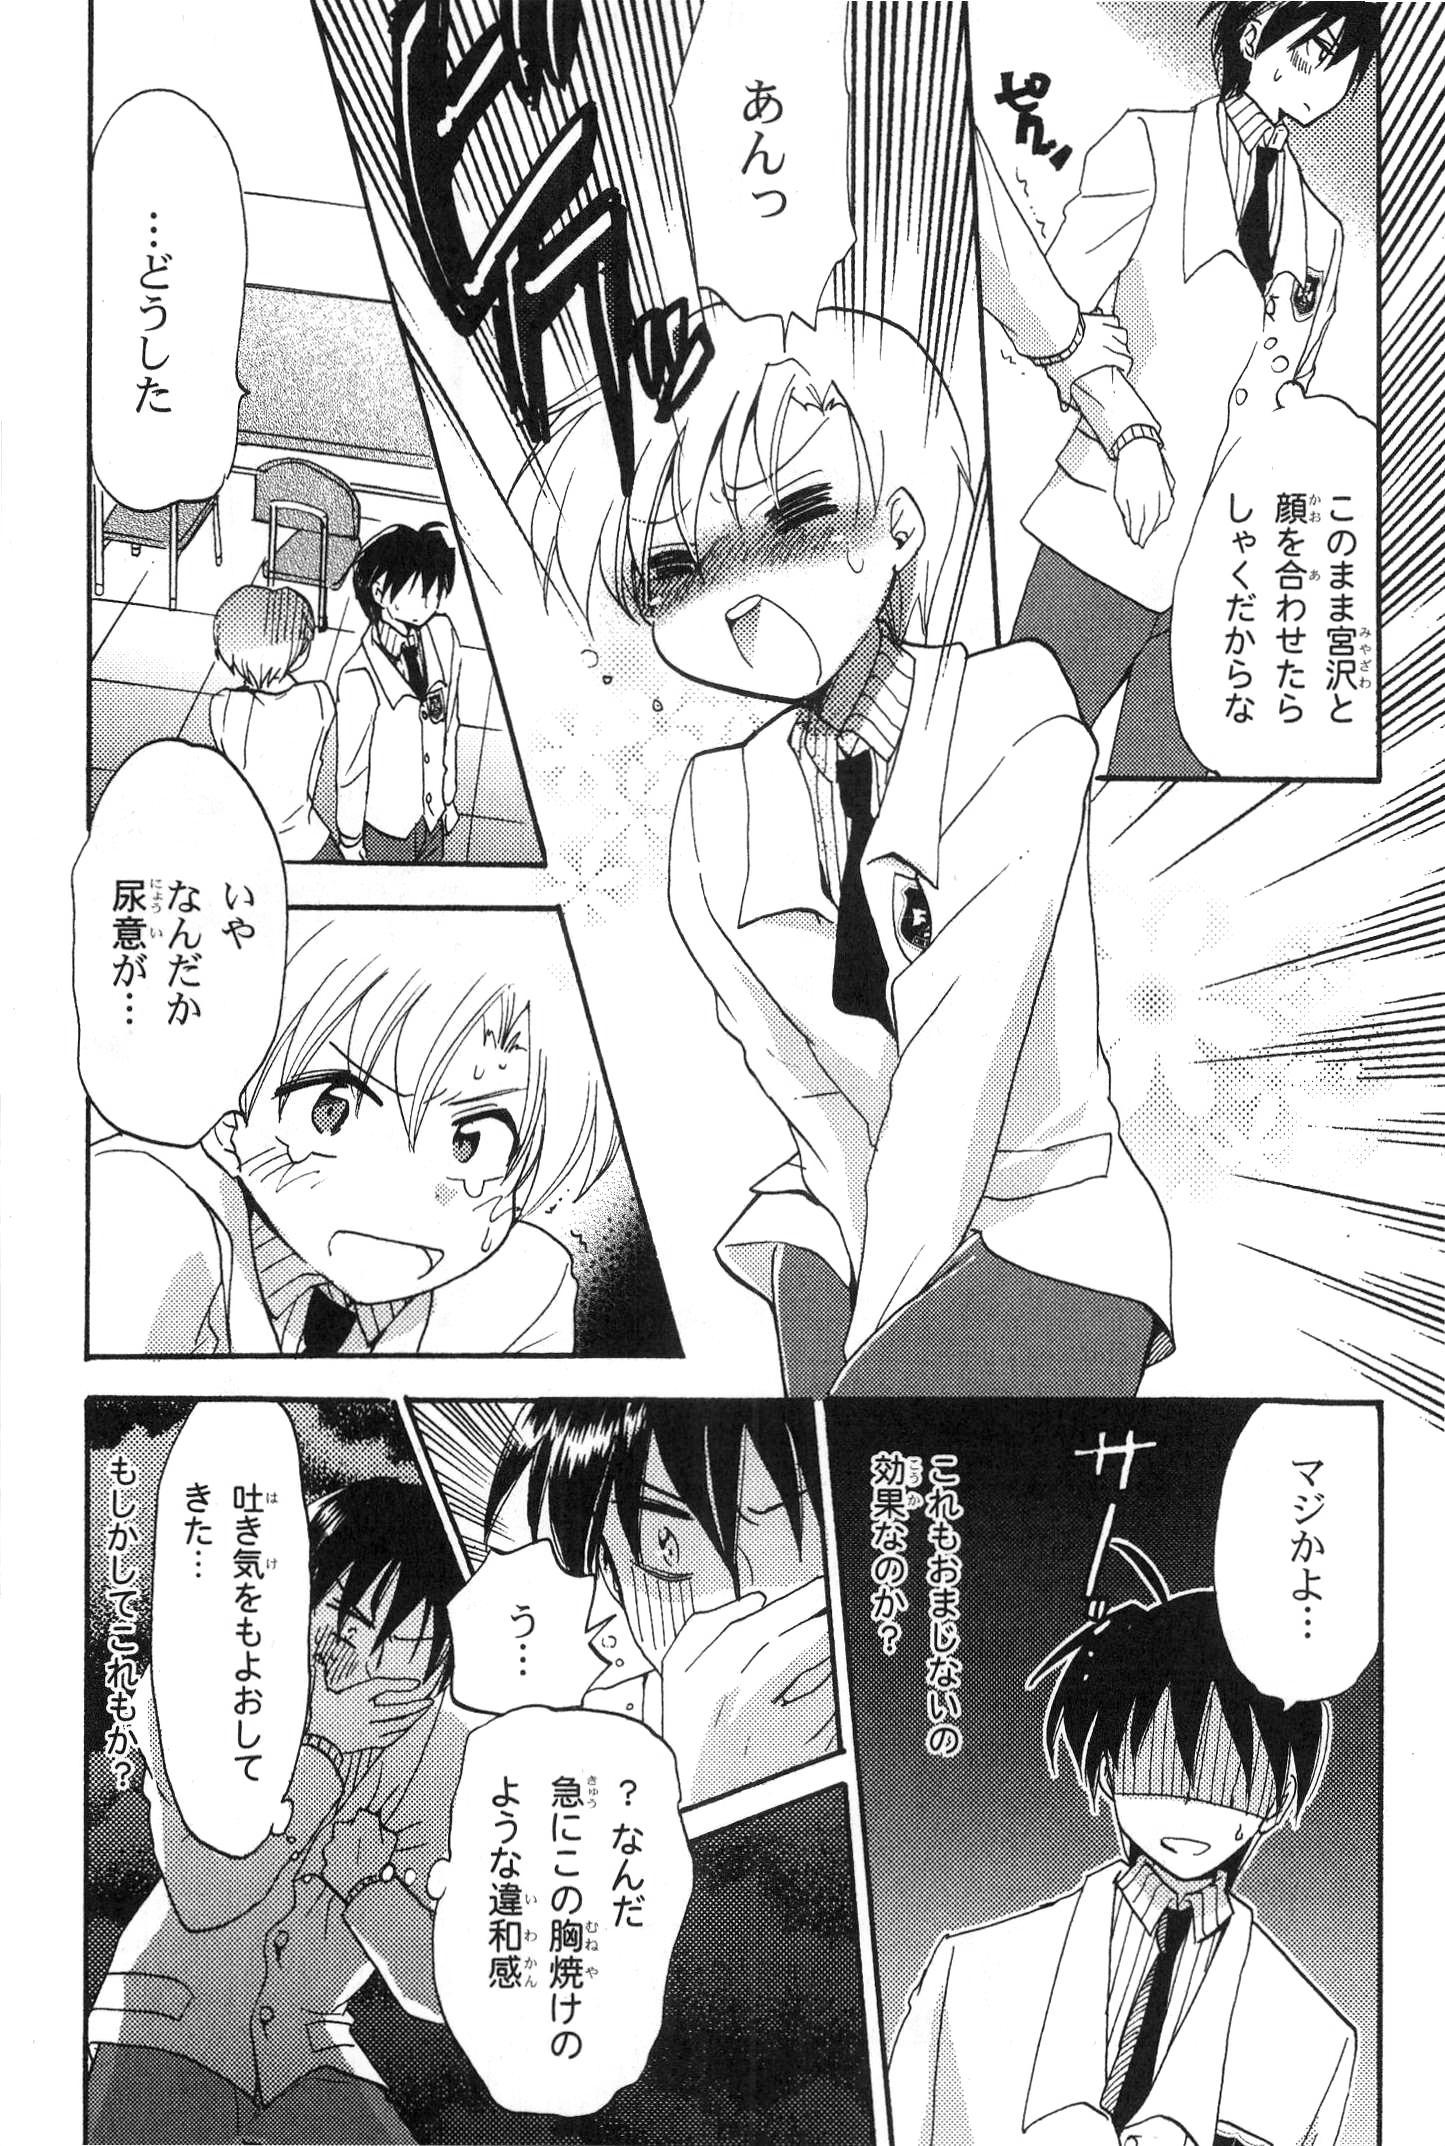 このまま宮沢と
顔を合わせたら
しゃくだからな
ピクッ
あんっ
ビビビッ
…どうした
いや
なんだか
尿意が…
マジかよ…
サーッ
これもおまじないの
効果なのか?
う…
?なんだ
急にこの胸焼けの
ような違和感
吐き気をもよおして
きた…
もしかしてこれもか?